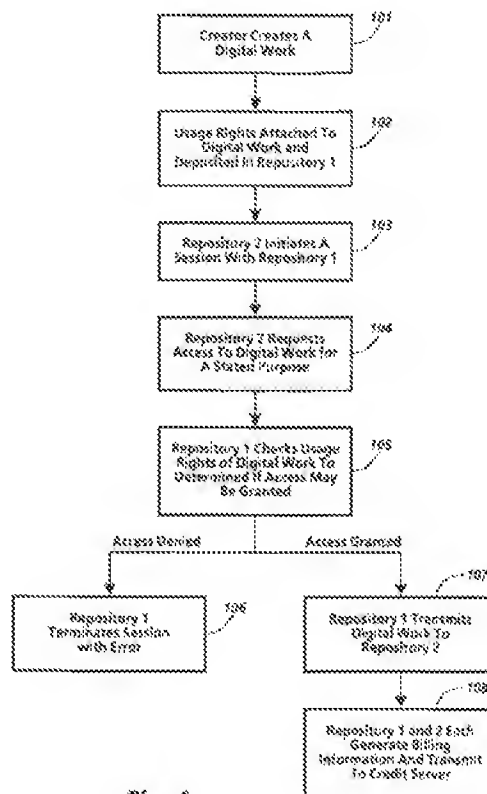 101
Creator Creates A
Digital Work
102
Usage Rights Attached To
Digital Work and
Deposited In Repository 1
103
Repository 2 Initiates A
Session With Repository 1
104
Repository 2 Requests
Access To Digital Work for
A Stated Purpose
105
Repository 1 Checks Usage
Rights of Digital Work To
Determined If Access May
Be Granted
Access Denied
Access Granted
106
Repository 1
Terminates Session
with Error
107
Repository 1 Transmits
Digital Work To
Repository 2
108
Repository 1 and 2 Each
Generate Billing
Information And Transmit
To Credit Server